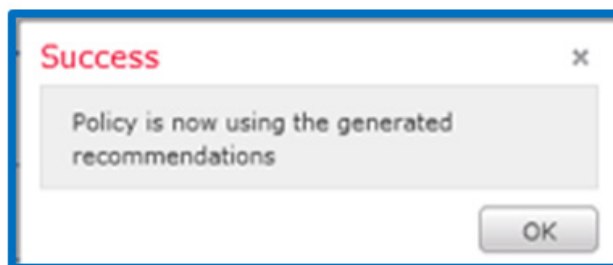 Success
Policy is now using the generated
recommendations
OK